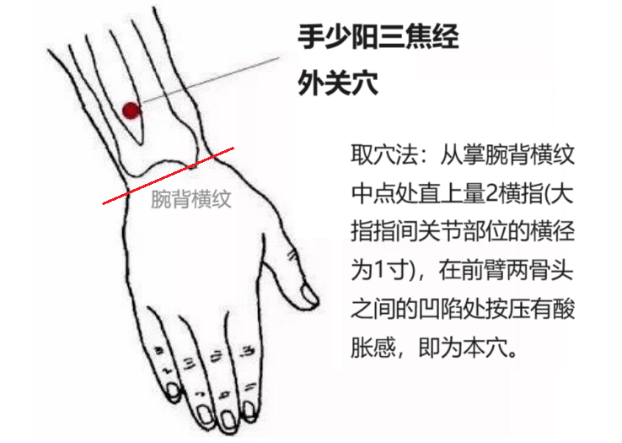 手少阳三焦经
外关穴
取穴法：从掌腕背横纹
中点处直上量2横指(大
指指间关节部位的横径
为1寸)，在前臂两骨头
之间的凹陷处按压有酸
胀感，即为本穴。
腕背横纹